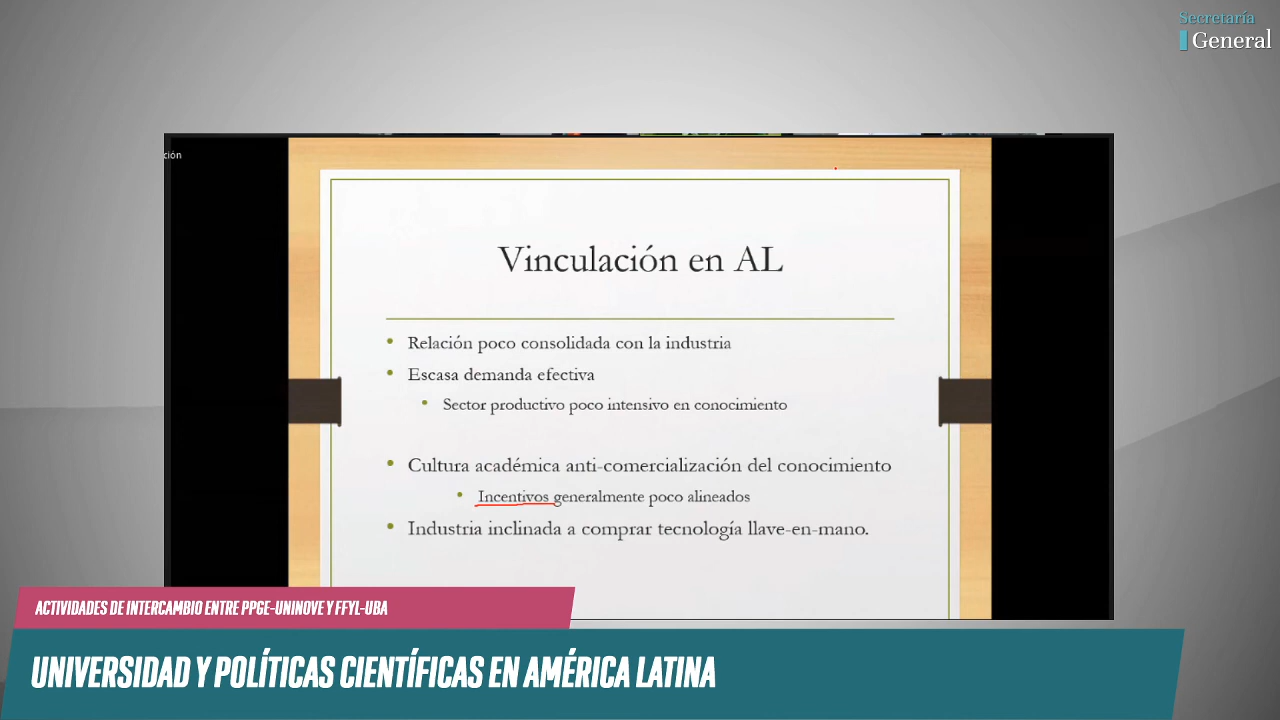 Secretaría
General
ción
Vinculación en AL
Relación poco consolidada con la industria
Escasa demanda efectiva
Sector productivo poco intensivo en conocimiento
Cultura académica anti-comercialización del conocimiento
Incentivos generalmente poco alineados
Industria inclinada a comprar tecnología llave-en-mano.
ACTIVIDADES DE INTERCAMBIO ENTRE PPGE-UNINOVE Y FFYL-UBA
UNIVERSIDAD Y POLÍTICAS CIENTÍFICAS EN AMÉRICA LATINA